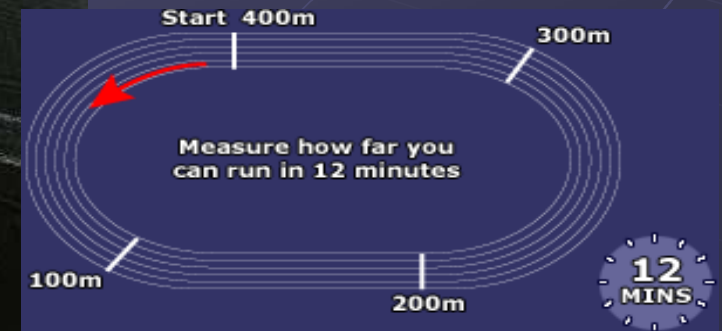 Start 400m
300m
Measure how far you
can run in 12 minutes
100m
200m
12
MINS